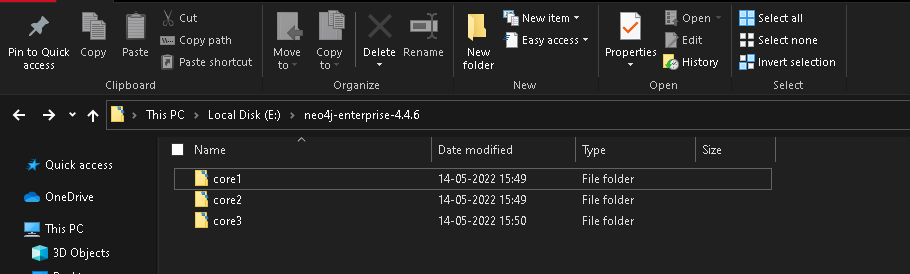 Pin to Quick access
Copy
Paste
Cut
Copy path
Paste shortcut
Clipboard
Move to
Copy to
Delete
Rename
Organize
New folder
New item
Easy access
New
Properties
Open
Edit
History
Open
Select all
Select none
Invert selection
Select
This PC > Local Disk (E:) > neo4j-enterprise-4.4.6
Quick access
OneDrive
This PC
3D Objects
Name Date modified Type Size
core1 14-05-2022 15:49 File folder
core2 14-05-2022 15:49 File folder
core3 14-05-2022 15:50 File folder